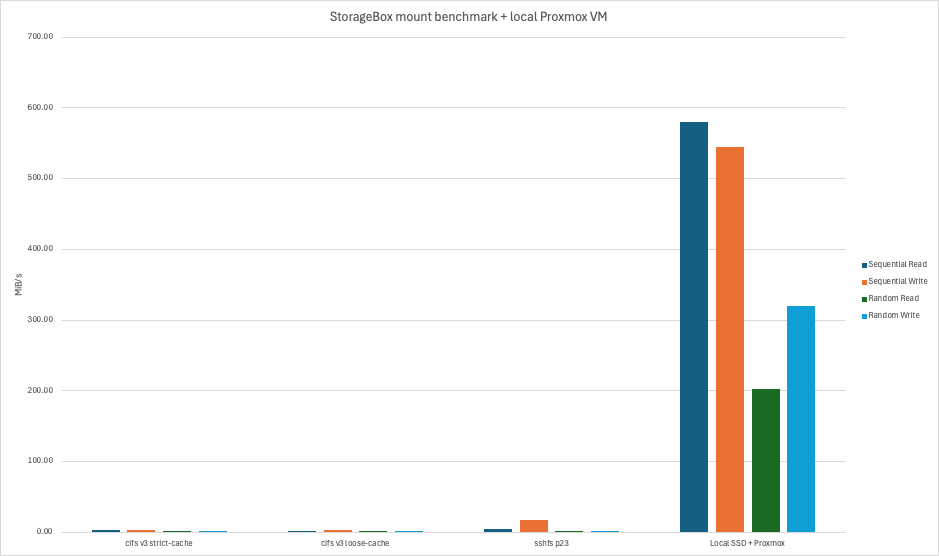 StorageBox mount benchmark + local Proxmox VM
700.00
600.00
500.00
400.00
300.00
200.00
100.00
0.00
MIB/s
cifs v3 strict-cache
cifs v3 loose-cache
sshfs p23
Local SSD + Proxmox
Sequential Read
Sequential Write
Random Read
Random Write